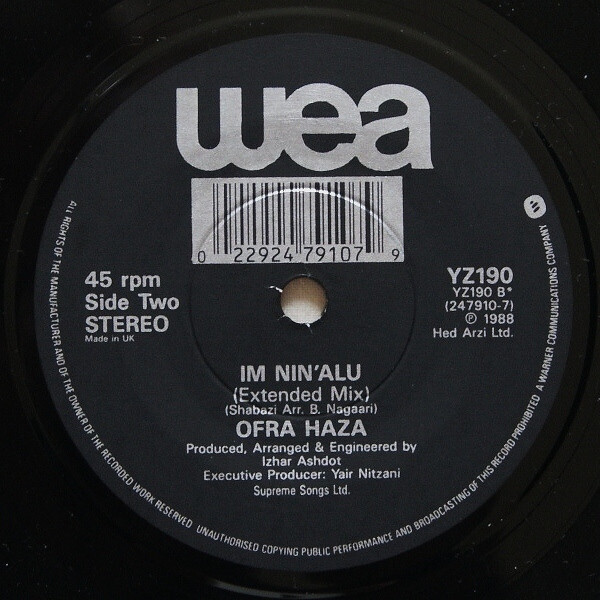 wea
0 22924 79107 9
45 rpm
Side Two
STEREO
Made in UK
YZ190
YZ190 B*
(247910-7)
℗ 1988
Hed Arzi Ltd.
IM NIN'ALU
(Extended Mix)
(Shabazi Arr. B. Nagaari)
OFRA HAZA
Produced, Arranged & Engineered by
Izhar Ashdot
Executive Producer: Yair Nitzani
Supreme Songs Ltd.
ALL RIGHTS OF THE MANUFACTURER AND OF THE OWNER OF THE RECORDED WORK RESERVED UNAUTHORISED COPYING PUBLIC PERFORMANCE AND BROADCASTING OF THIS RECORD PROHIBITED A WARNER COMMUNICATIONS COMPANY